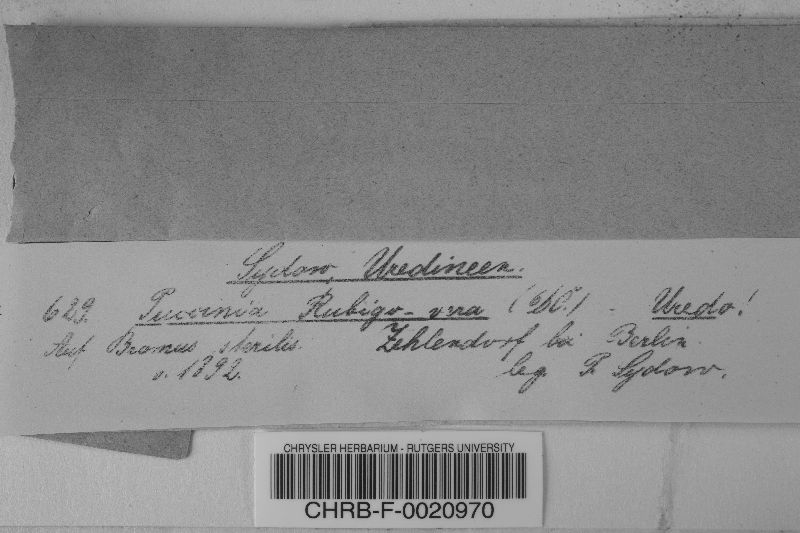 Sydow, Uredineen.
629. Puccinia Rubigo-vera (DC.) - Uredo!
Auf Bromus sterilis. Zehlendorf bei Berlin.
v. 1892. leg. P. Sydow.
CHRYSLER HERBARIUM - RUTGERS UNIVERSITY
CHRB-F-0020970